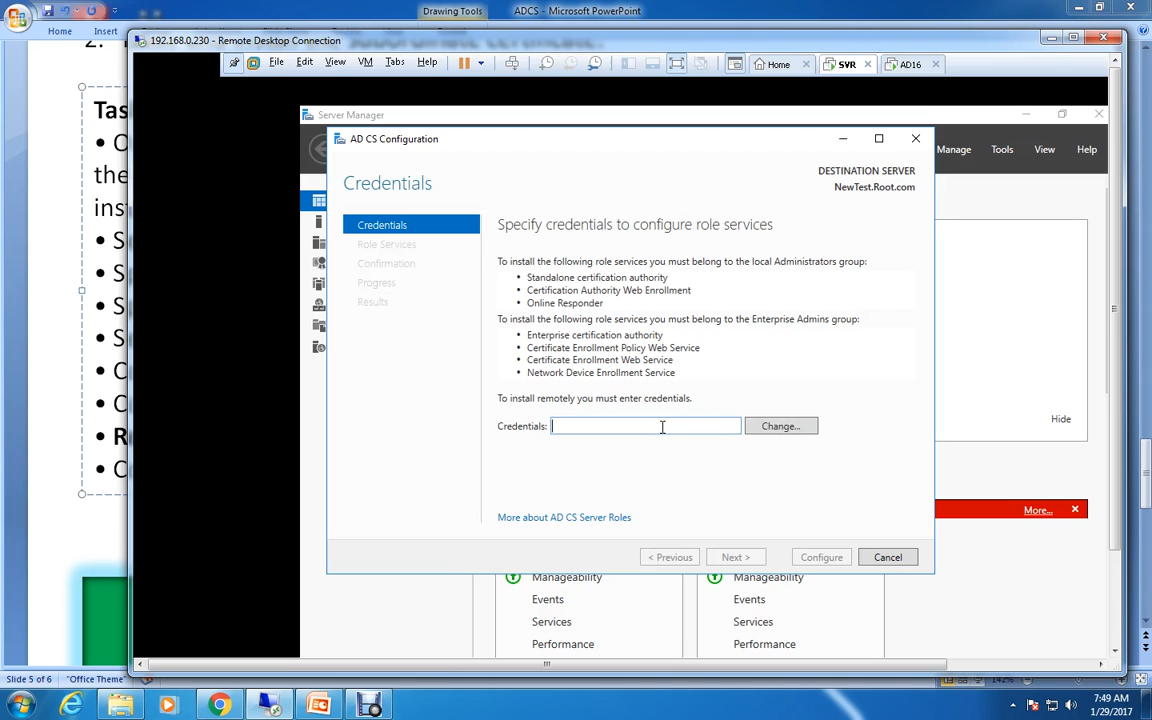 Drawing Tools
ADCS - Microsoft PowerPoint
Home
Insert
192.168.0.230 - Remote Desktop Connection
File Edit View VM Tabs Help
Home
SVR
AD16
Tas
• O
the
inst
• S
• S
• S
• S
• C
• C
• R
• C
Server Manager
Manage Tools View Help
AD CS Configuration
Credentials
DESTINATION SERVER
NewTest.Root.com
Credentials
Role Services
Confirmation
Progress
Results
Specify credentials to configure role services
To install the following role services you must belong to the local Administrators group:
• Standalone certification authority
• Certification Authority Web Enrollment
• Online Responder
To install the following role services you must belong to the Enterprise Admins group:
• Enterprise certification authority
• Certificate Enrollment Policy Web Service
• Certificate Enrollment Web Service
• Network Device Enrollment Service
To install remotely you must enter credentials.
Credentials:
Change...
More about AD CS Server Roles
< Previous
Next >
Configure
Cancel
Hide
More...
Manageability
Events
Services
Performance
Manageability
Events
Services
Performance
Slide 5 of 6
"Office Theme"
142%
7:49 AM
1/29/2017